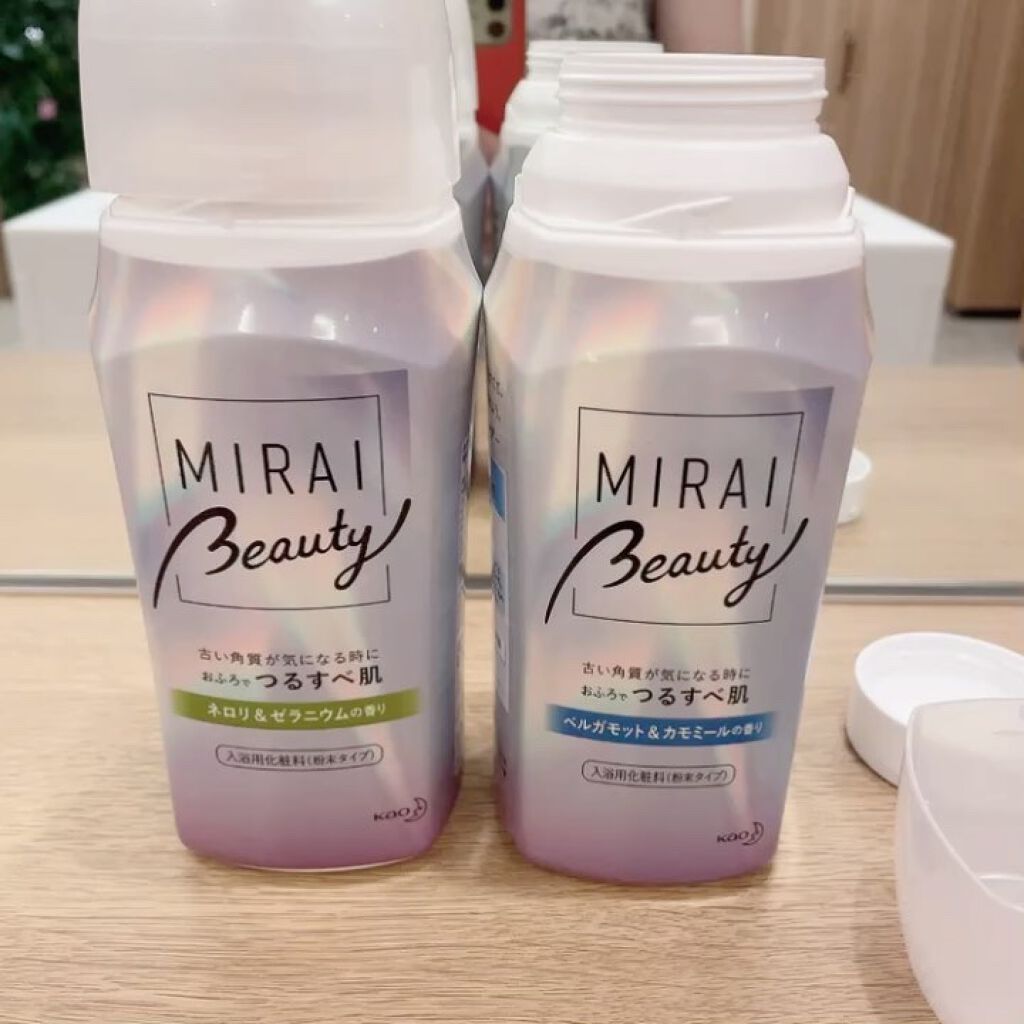 MIRAI
Beauty
古い角質が気になる時に
おふろで つるすべ肌
ネロリ&ゼラニウムの香り
入浴用化粧料(粉末タイプ)
Kao
MIRAI
Beauty
古い角質が気になる時に
おふろで つるすべ肌
ベルガモット&カモミールの香り
入浴用化粧料(粉末タイプ)
Kao